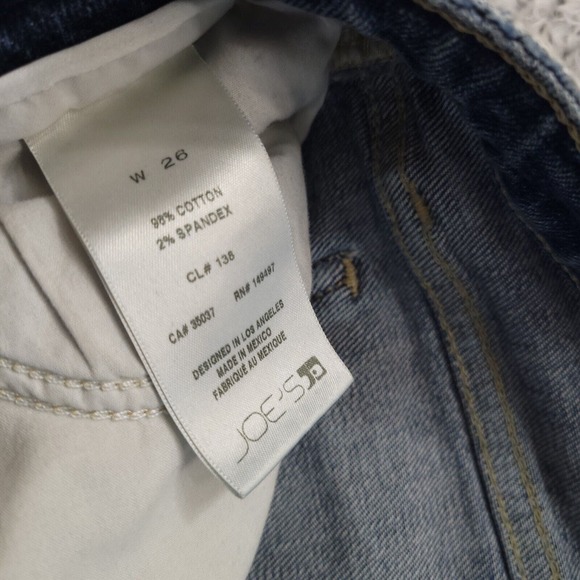 W 26
98% COTTON
2% SPANDEX
CL# 136
CA# 35037 RN# 149497
DESIGNED IN LOS ANGELES
MADE IN MEXICO
FABRIQUÉ AU MEXIQUE
JOE'S